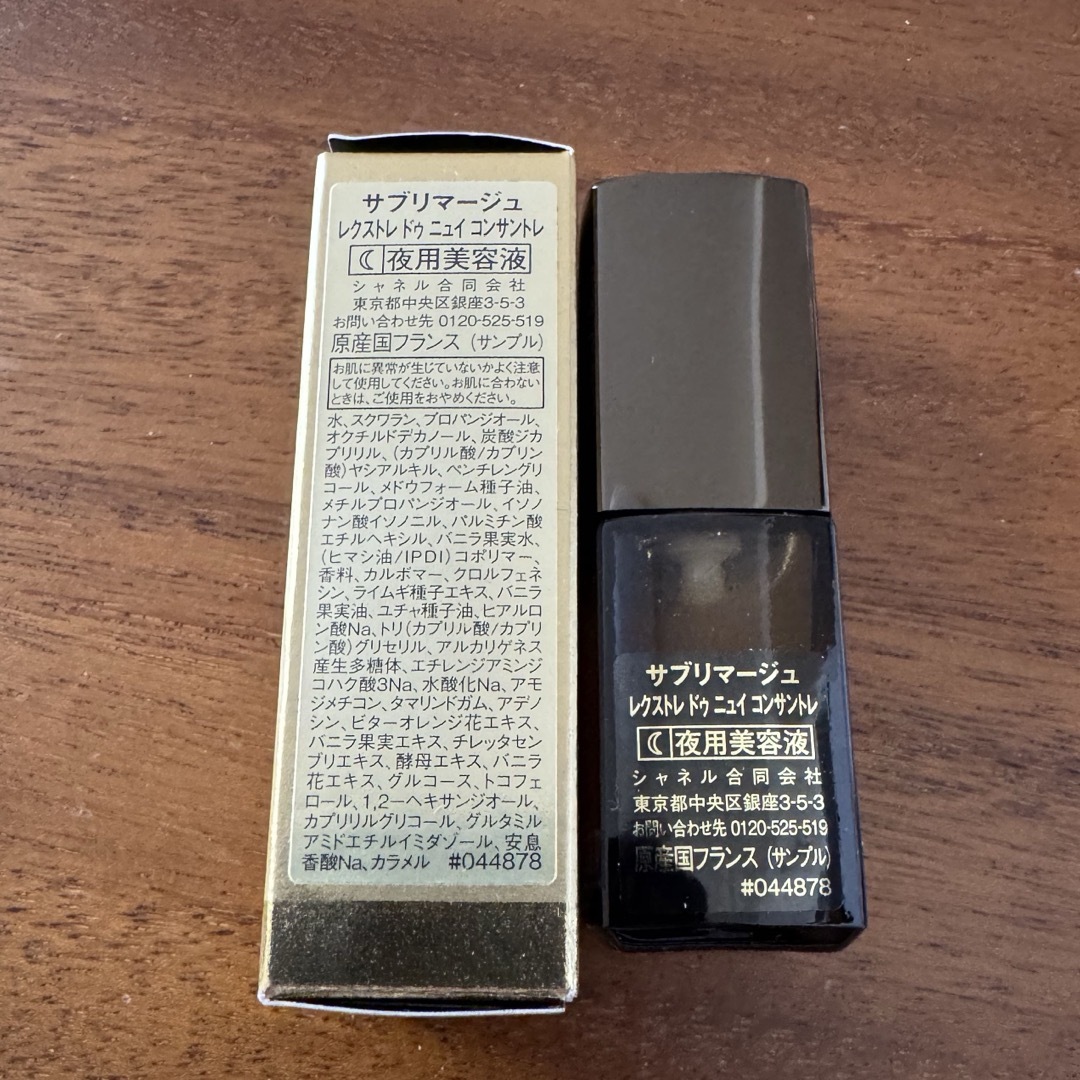 サブリマージュ
レクストレ ドゥ ニュイ コンサントレ
☾ 夜用美容液
シャネル合同会社
東京都中央区銀座3-5-3
お問い合わせ先 0120-525-519
原産国フランス (サンプル)
お肌に異常が生じていないかよく注意
して使用してください。お肌に合わない
ときは、ご使用をおやめください。
水、スクワラン、プロパンジオール、
オクチルドデカノール、炭酸ジカ
プリリル、(カプリル酸/カプリン
酸)ヤシアルキル、ペンチレングリ
コール、メドウフォーム種子油、
メチルプロパンジオール、イソノ
ナン酸イソノニル、パルミチン酸
エチルヘキシル、バニラ果実水、
(ヒマシ油/IPDI)コポリマー、
香料、カルボマー、クロルフェネ
シン、ライムギ種子エキス、バニラ
果実油、ユチャ種子油、ヒアルロ
ン酸Na、トリ(カプリル酸/カプリ
ン酸)グリセリル、アルカリゲネス
産生多糖体、エチレンジアミンジ
コハク酸3Na、水酸化Na、アモ
ジメチコン、タマリンドガム、アデノ
シン、ビターオレンジ花エキス、
バニラ果実エキス、チレッタセン
ブリエキス、酵母エキス、バニラ
花エキス、グルコース、トコフェ
ロール、1,2-ヘキサンジオール、
カプリリルグリコール、グルタミル
アミドエチルイミダゾール、安息
香酸Na、カラメル #044878
サブリマージュ
レクストレ ドゥ ニュイ コンサントレ
☾ 夜用美容液
シャネル合同会社
東京都中央区銀座3-5-3
お問い合わせ先 0120-525-519
原産国フランス (サンプル)
#044878